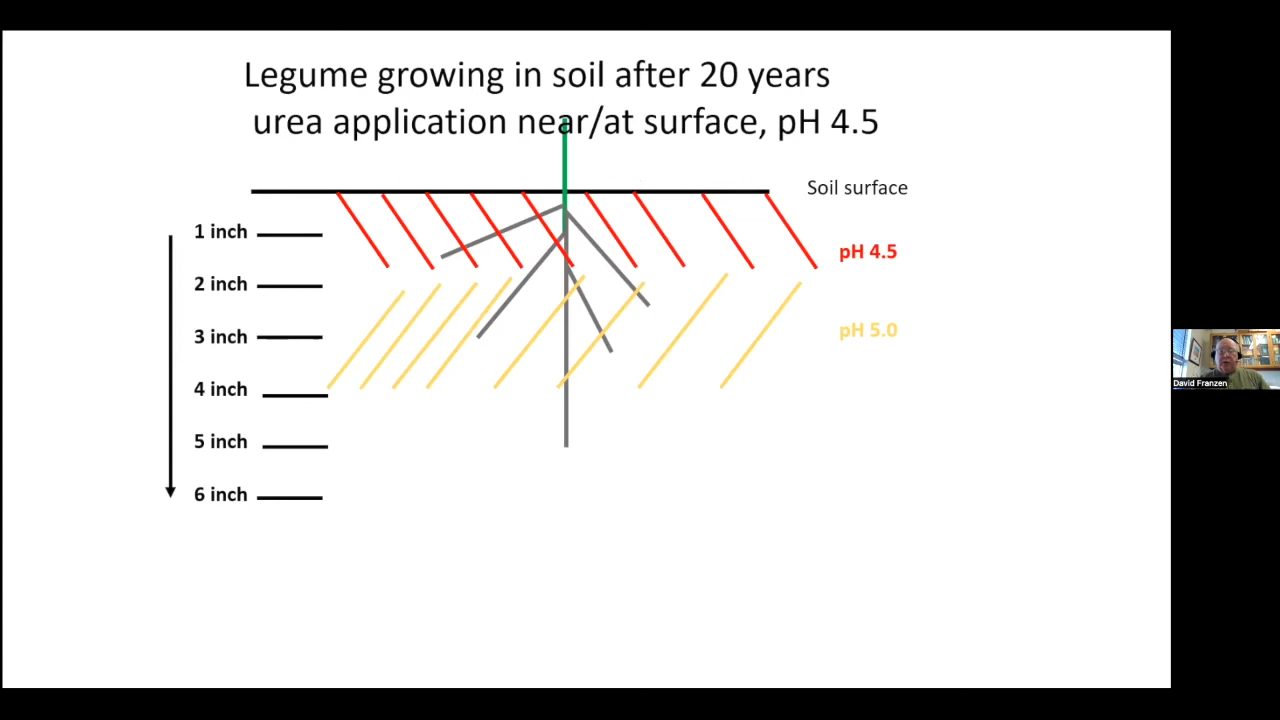 Legume growing in soil after 20 years
urea application near/at surface, pH 4.5
Soil surface
1 inch
pH 4.5
2 inch
3 inch
pH 5.0
4 inch
5 inch
6 inch
David Franzen